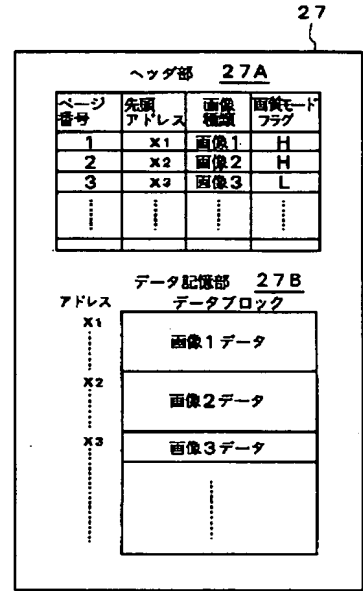 27
ヘッダ部 27A
ページ番号 先頭アドレス 画像種類 画質モードフラグ
1 X1 画像1 H
2 X2 画像2 H
3 X3 画像3 L
データ記憶部 27B
アドレス データブロック
X1
画像1データ
X2
画像2データ
X3 画像3データ